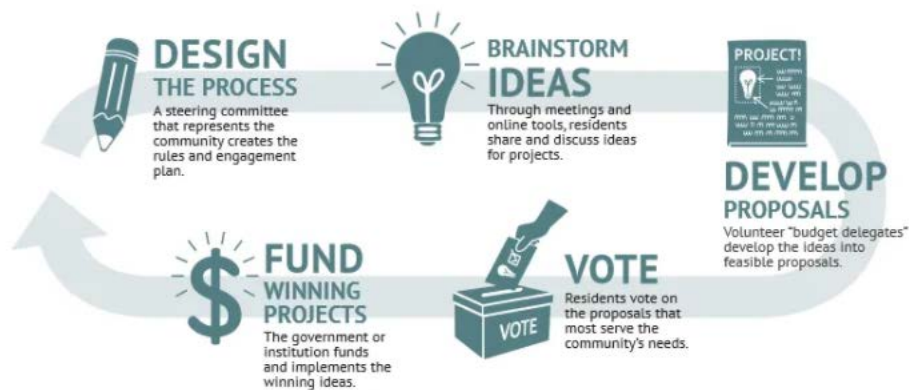 DESIGN
THE PROCESS
A steering committee
that represents the
community creates the
rules and engagement
plan.
BRAINSTORM
IDEAS
Through meetings and
online tools, residents
share and discuss ideas
for projects.
PROJECT!
DEVELOP
PROPOSALS
Volunteer "budget delegates"
develop the ideas into
feasible proposals.
VOTE
Residents vote on
the proposals that
most serve the
community's needs.
VOTE
FUND
WINNING
PROJECTS
The government or
institution funds
and implements the
winning ideas.